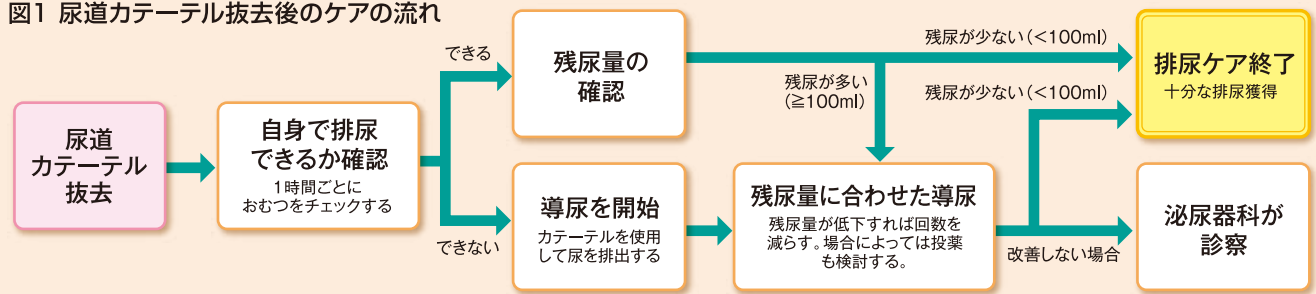 図1 尿道カテーテル抜去後のケアの流れ
尿道
カテーテル
抜去
自身で排尿
できるか確認
1時間ごとに
おむつをチェックする
できる
できない
残尿量の
確認
導尿を開始
カテーテルを使用
して尿を排出する
残尿が少ない(<100ml)
残尿が多い
(≧100ml)
残尿が少ない(<100ml)
残尿量に合わせた導尿
残尿量が低下すれば回数を
減らす。場合によっては投薬
も検討する。
改善しない場合
排尿ケア終了
十分な排尿獲得
泌尿器科が
診察